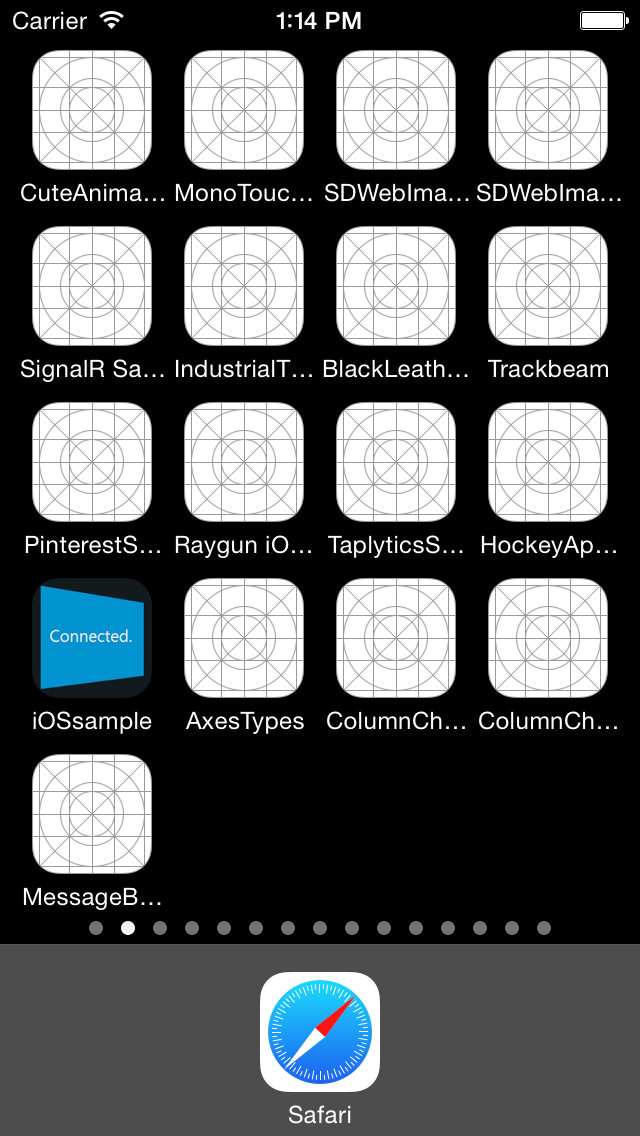 Carrier 1:14 PM
CuteAnima... MonoTouc... SDWebIma... SDWebIma...
SignalR Sa... IndustrialT... BlackLeath... Trackbeam
PinterestS... Raygun iO... TaplyticsS... HockeyAp...
Connected.
iOSsample AxesTypes ColumnCh... ColumnCh...
MessageB...
Safari